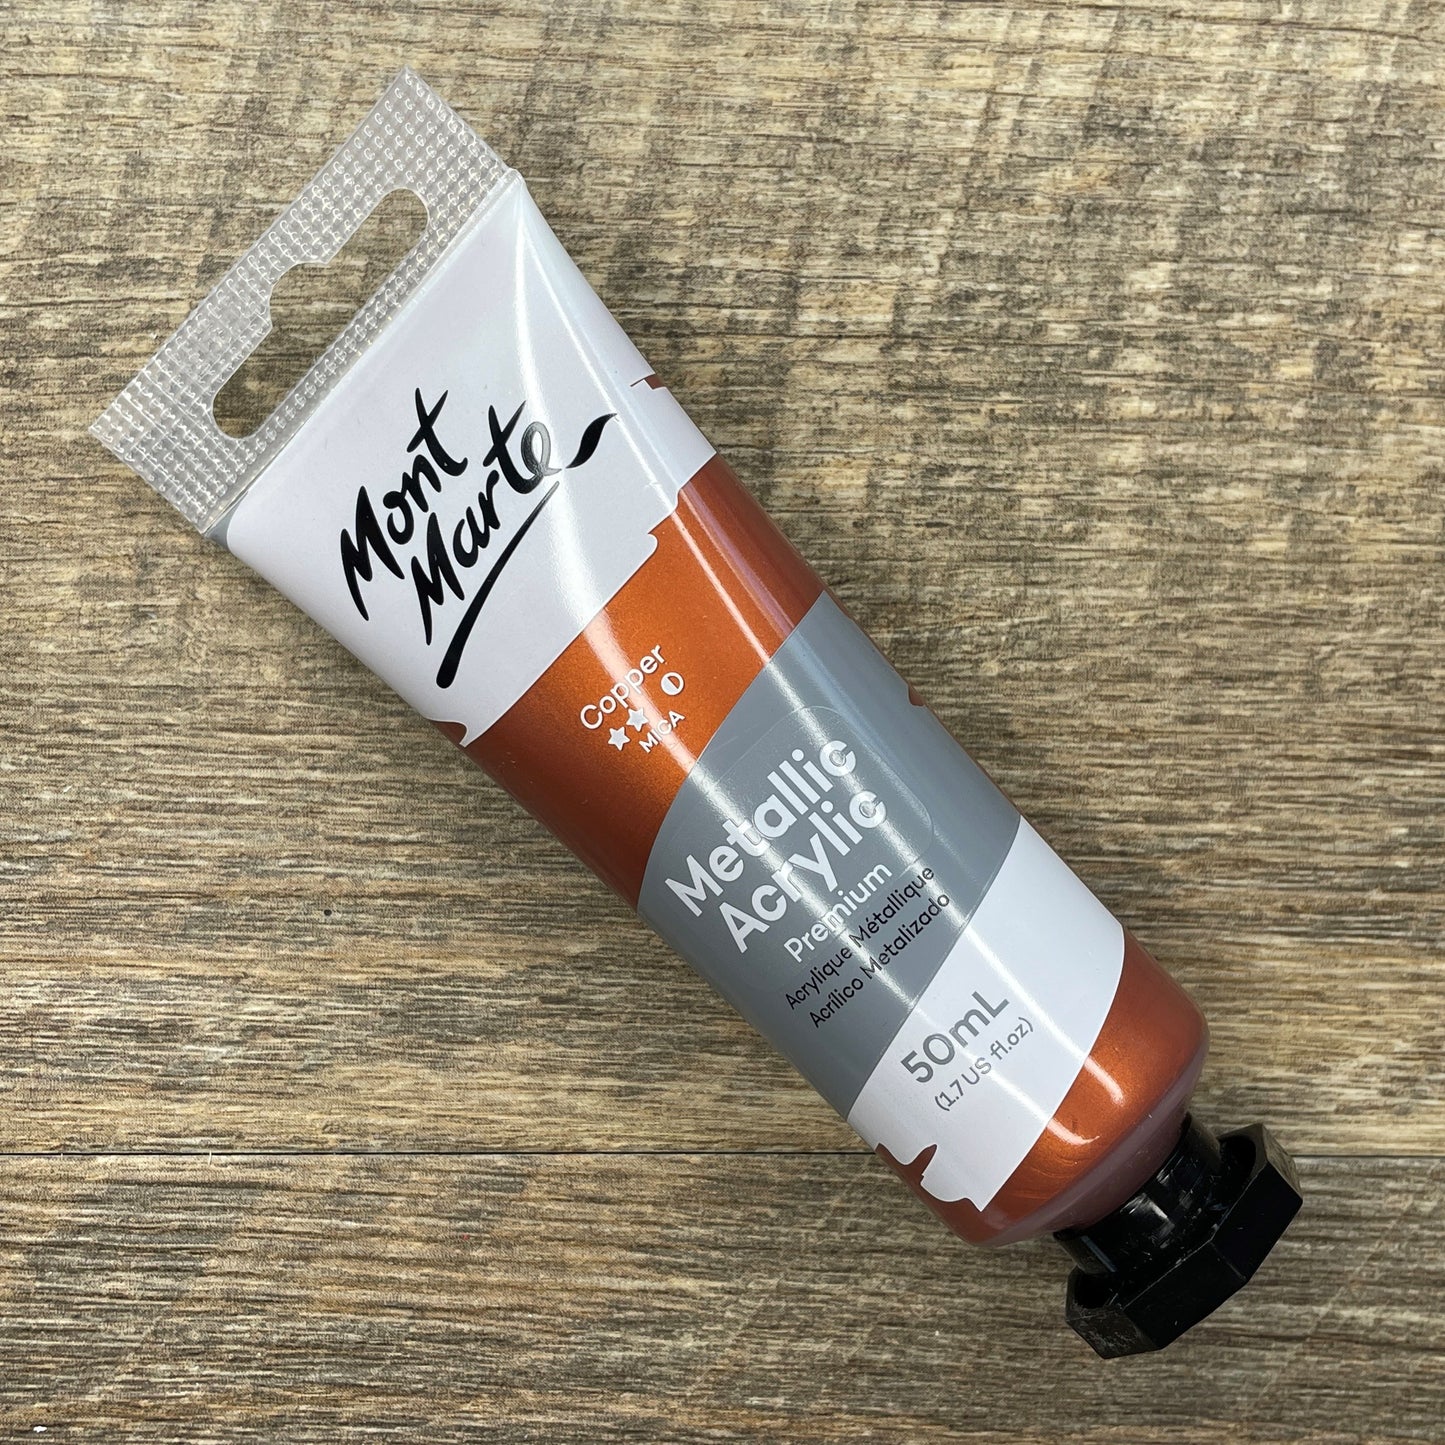 Mont
Marte
Copper
★★
MICA
Metallic
Acrylic
Premium
Acrylique Métallique
Acrílico Metalizado
50mL
(1.7US fl.oz)